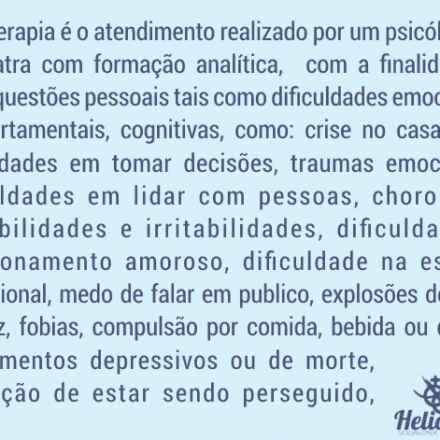 erapia é o atendimento realizado por um psicól
atra com formação analítica, com a finalid
questões pessoais tais como dificuldades emoc
rtamentais, cognitivas, como: crise no casa
dades em tomar decisões, traumas emoc
ldades em lidar com pessoas, choro
bilidades e irritabilidades, dificulda
onamento amoroso, dificuldade na es
ional, medo de falar em publico, explosões d
z, fobias, compulsão por comida, bebida ou
mentos depressivos ou de morte,
ção de estar sendo perseguido,
Heli